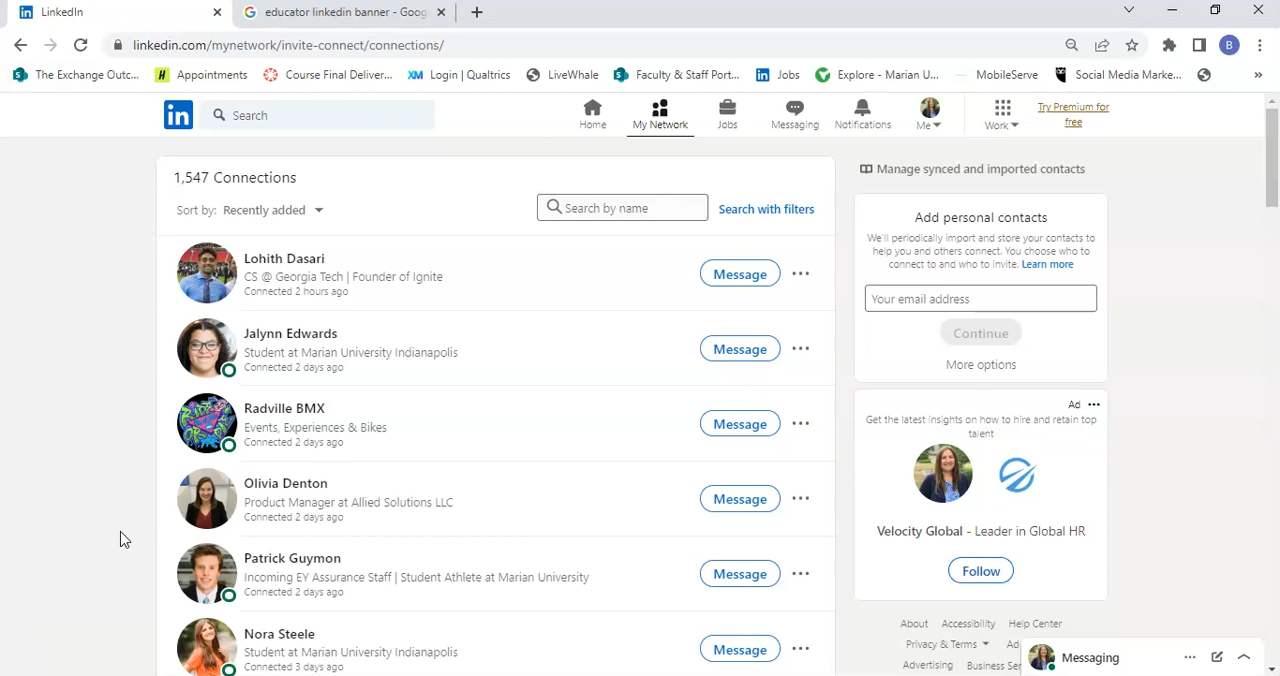 LinkedIn
educator linkedin banner - Goog
linkedin.com/mynetwork/invite-connect/connections/
B
The Exchange Outc...
Appointments
Course Final Deliver...
XM Login | Qualtrics
LiveWhale
Faculty & Staff Port...
Jobs
Explore - Marian U...
MobileServe
Social Media Marke...
»
in
Search
Home
My Network
Jobs
Messaging
Notifications
Me
Work
Try Premium for
free
1,547 Connections
Sort by: Recently added
Search by name
Search with filters
Lohith Dasari
CS @ Georgia Tech | Founder of Ignite
Connected 2 hours ago
Message
Jalynn Edwards
Student at Marian University Indianapolis
Connected 2 days ago
Message
Radville BMX
Events, Experiences & Bikes
Connected 2 days ago
Message
Olivia Denton
Product Manager at Allied Solutions LLC
Connected 2 days ago
Message
Patrick Guymon
Incoming EY Assurance Staff | Student Athlete at Marian University
Connected 2 days ago
Message
Nora Steele
Student at Marian University Indianapolis
Connected 3 days ago
Message
Manage synced and imported contacts
Add personal contacts
We'll periodically import and store your contacts to
help you and others connect. You choose who to
connect to and who to invite. Learn more
Your email address
Continue
More options
Ad
Get the latest insights on how to hire and retain top
talent
Velocity Global - Leader in Global HR
Follow
About Accessibility Help Center
Privacy & Terms Ad
Advertising Business Ser
Messaging